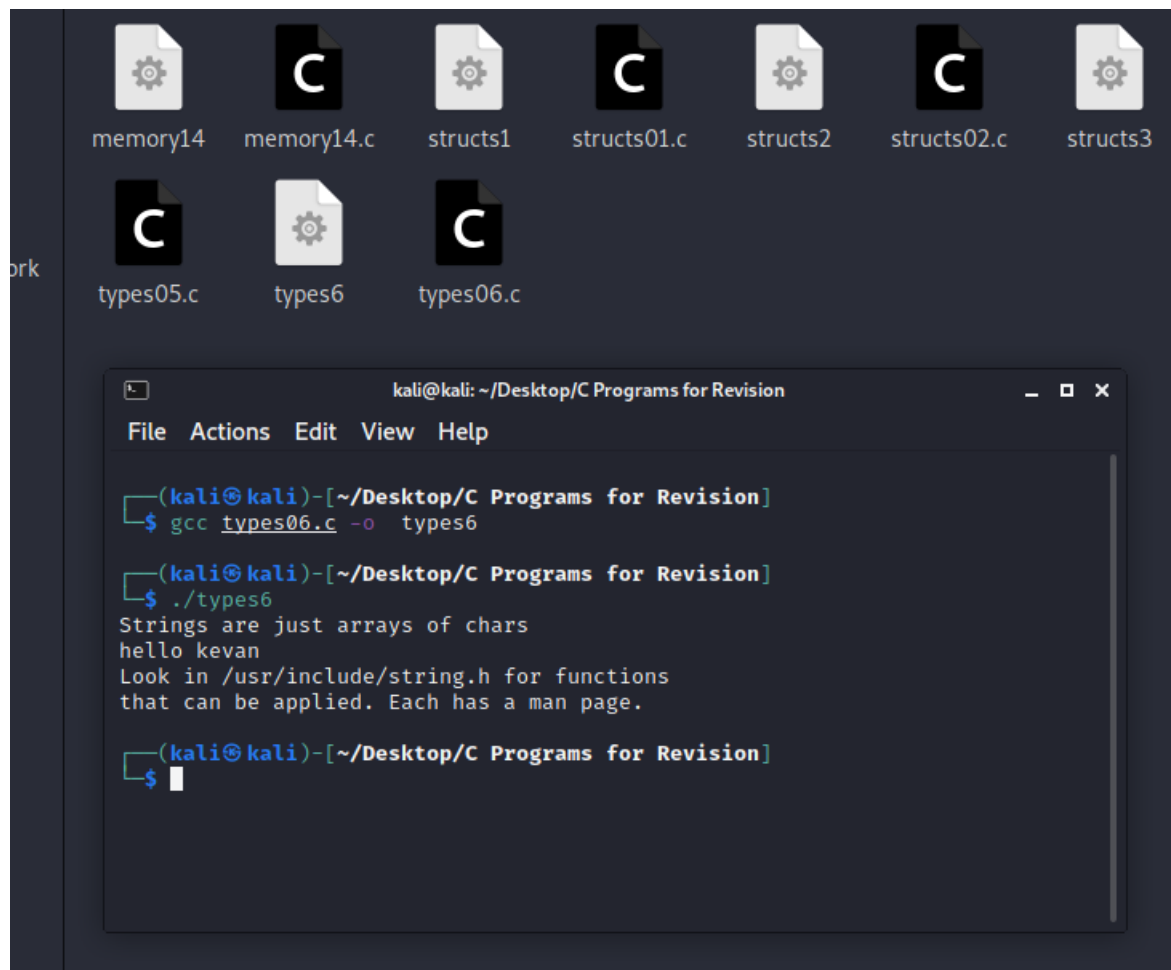 memory14 memory14.c structs1 structs01.c structs2 structs02.c structs3
ork
types05.c types6 types06.c
kali@kali: ~/Desktop/C Programs for Revision
File Actions Edit View Help
┌──(kali㉿kali)-[~/Desktop/C Programs for Revision]
└─$ gcc types06.c -o  types6
┌──(kali㉿kali)-[~/Desktop/C Programs for Revision]
└─$ ./types6
Strings are just arrays of chars
hello kevan
Look in /usr/include/string.h for functions
that can be applied. Each has a man page.
┌──(kali㉿kali)-[~/Desktop/C Programs for Revision]
└─$